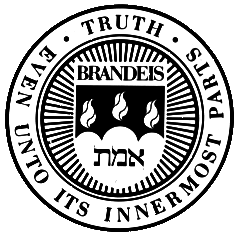 · TRUTH · EVEN UNTO ITS INNERMOST PARTS
BRANDEIS
אמת